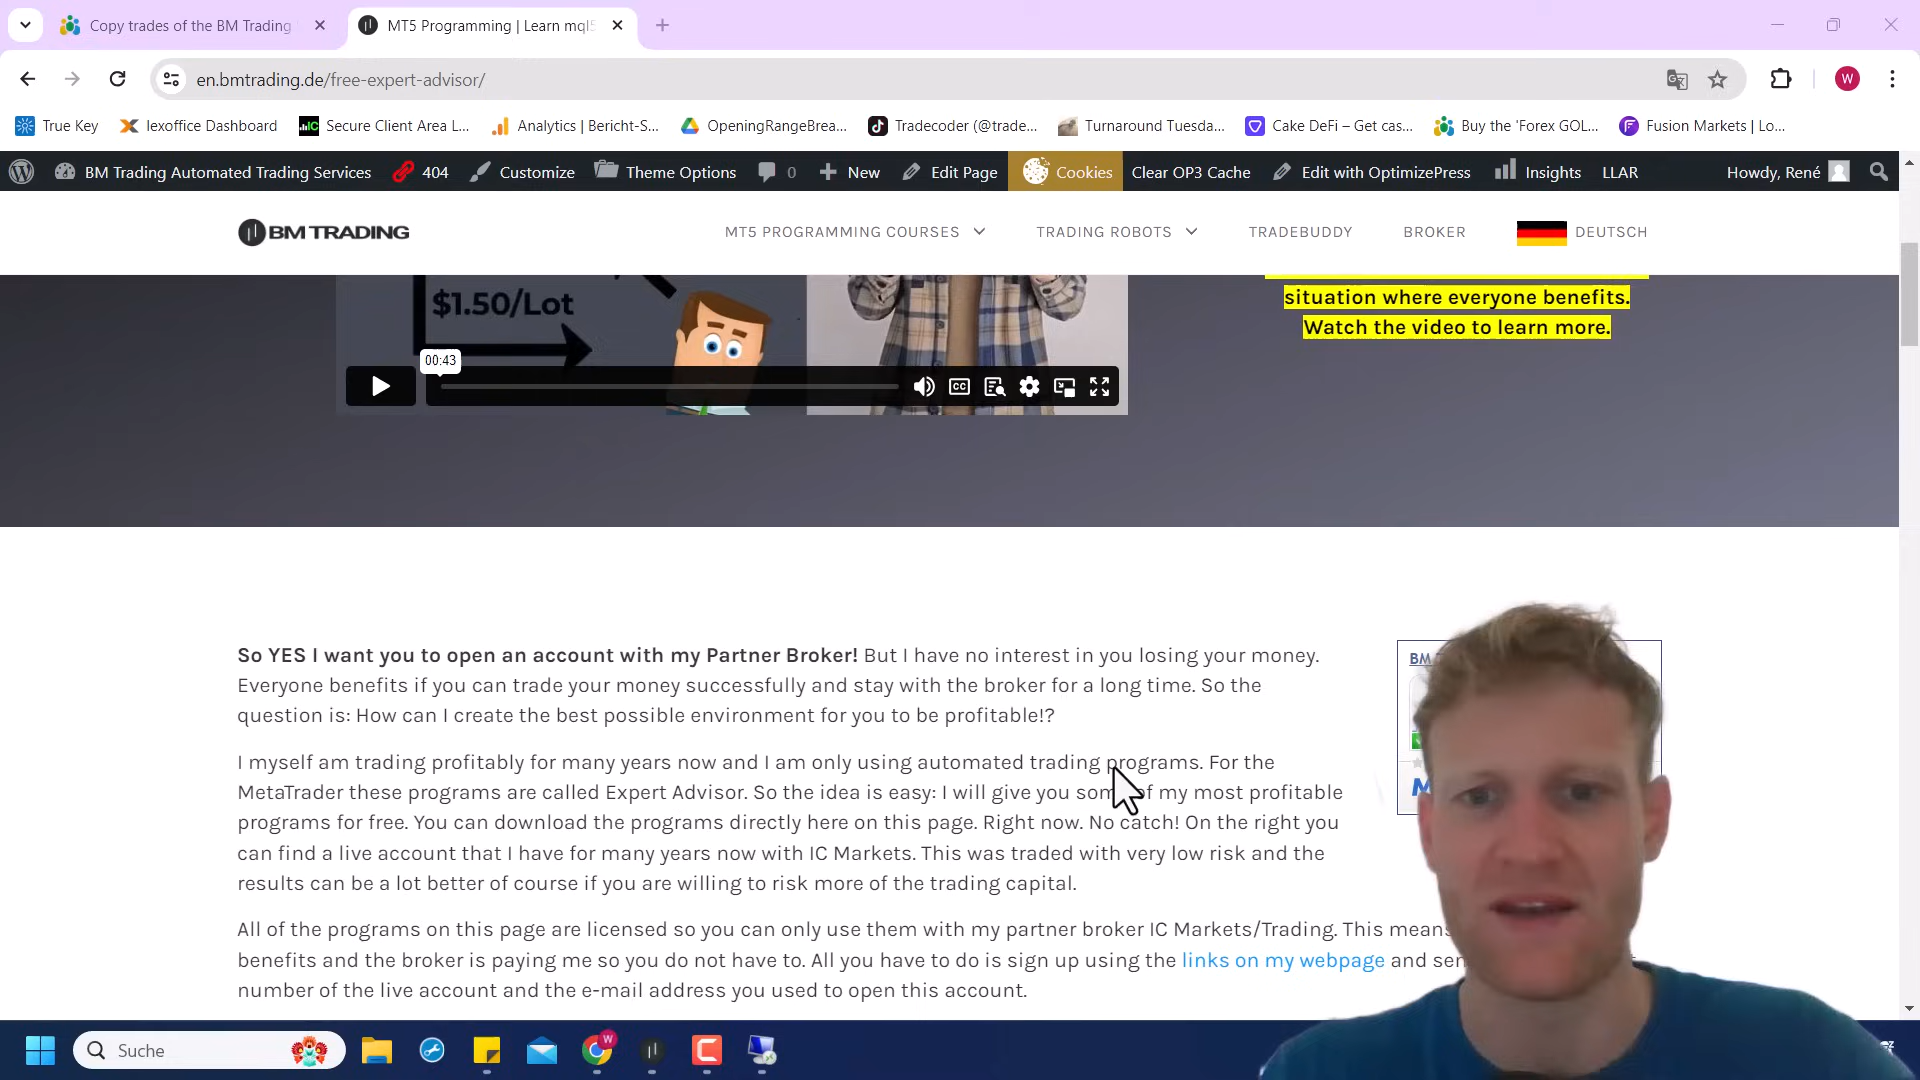 Copy trades of the BM Trading
MT5 Programming | Learn mql5
en.bmtrading.de/free-expert-advisor/
W
True Key
lexoffice Dashboard
Secure Client Area L...
Analytics | Bericht-S...
OpeningRangeBrea...
Tradecoder (@trade...
Turnaround Tuesda...
Cake DeFi – Get cas...
Buy the 'Forex GOL...
Fusion Markets | Lo...
BM Trading Automated Trading Services
404
Customize
Theme Options
0
New
Edit Page
Cookies
Clear OP3 Cache
Edit with OptimizePress
Insights
LLAR
Howdy, René
BM TRADING
MT5 PROGRAMMING COURSES
TRADING ROBOTS
TRADEBUDDY
BROKER
DEUTSCH
$1.50/Lot
00:43
CC
situation where everyone benefits.
Watch the video to learn more.
So YES I want you to open an account with my Partner Broker! But I have no interest in you losing your money.
Everyone benefits if you can trade your money successfully and stay with the broker for a long time. So the
question is: How can I create the best possible environment for you to be profitable!?
I myself am trading profitably for many years now and I am only using automated trading programs. For the
MetaTrader these programs are called Expert Advisor. So the idea is easy: I will give you some of my most profitable
programs for free. You can download the programs directly here on this page. Right now. No catch! On the right you
can find a live account that I have for many years now with IC Markets. This was traded with very low risk and the
results can be a lot better of course if you are willing to risk more of the trading capital.
All of the programs on this page are licensed so you can only use them with my partner broker IC Markets/Trading. This means
benefits and the broker is paying me so you do not have to. All you have to do is sign up using the links on my webpage and
number of the live account and the e-mail address you used to open this account.
BM
Suche
W